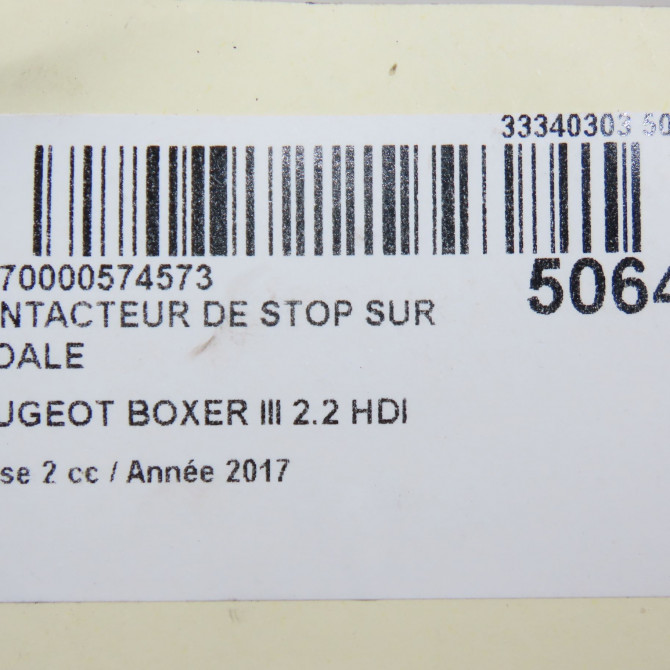 33340303 50
70000574573
5064
NTACTEUR DE STOP SUR
DALE
UGEOT BOXER III 2.2 HDI
se 2 cc / Année 2017